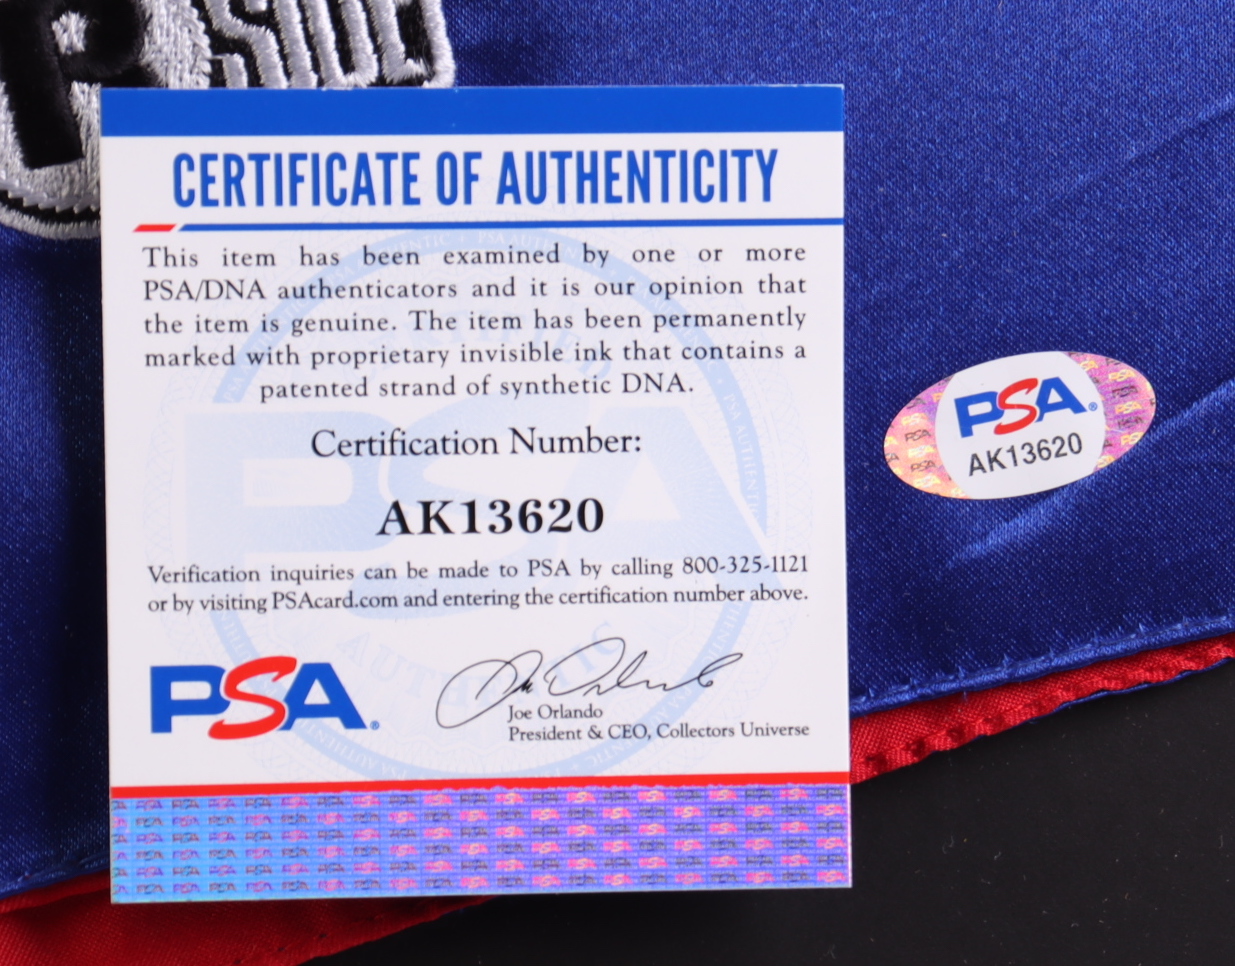 SIDE
CERTIFICATE OF AUTHENTICITY
This item has been examined by one or more
PSA/DNA authenticators and it is our opinion that
the item is genuine. The item has been permanently
marked with proprietary invisible ink that contains a
patented strand of synthetic DNA.
Certification Number:
AK13620
Verification inquiries can be made to PSA by calling 800-325-1121
or by visiting PSAcard.com and entering the certification number above.
PSA®
Joe Orlando
President & CEO, Collectors Universe
PSA®
AK13620